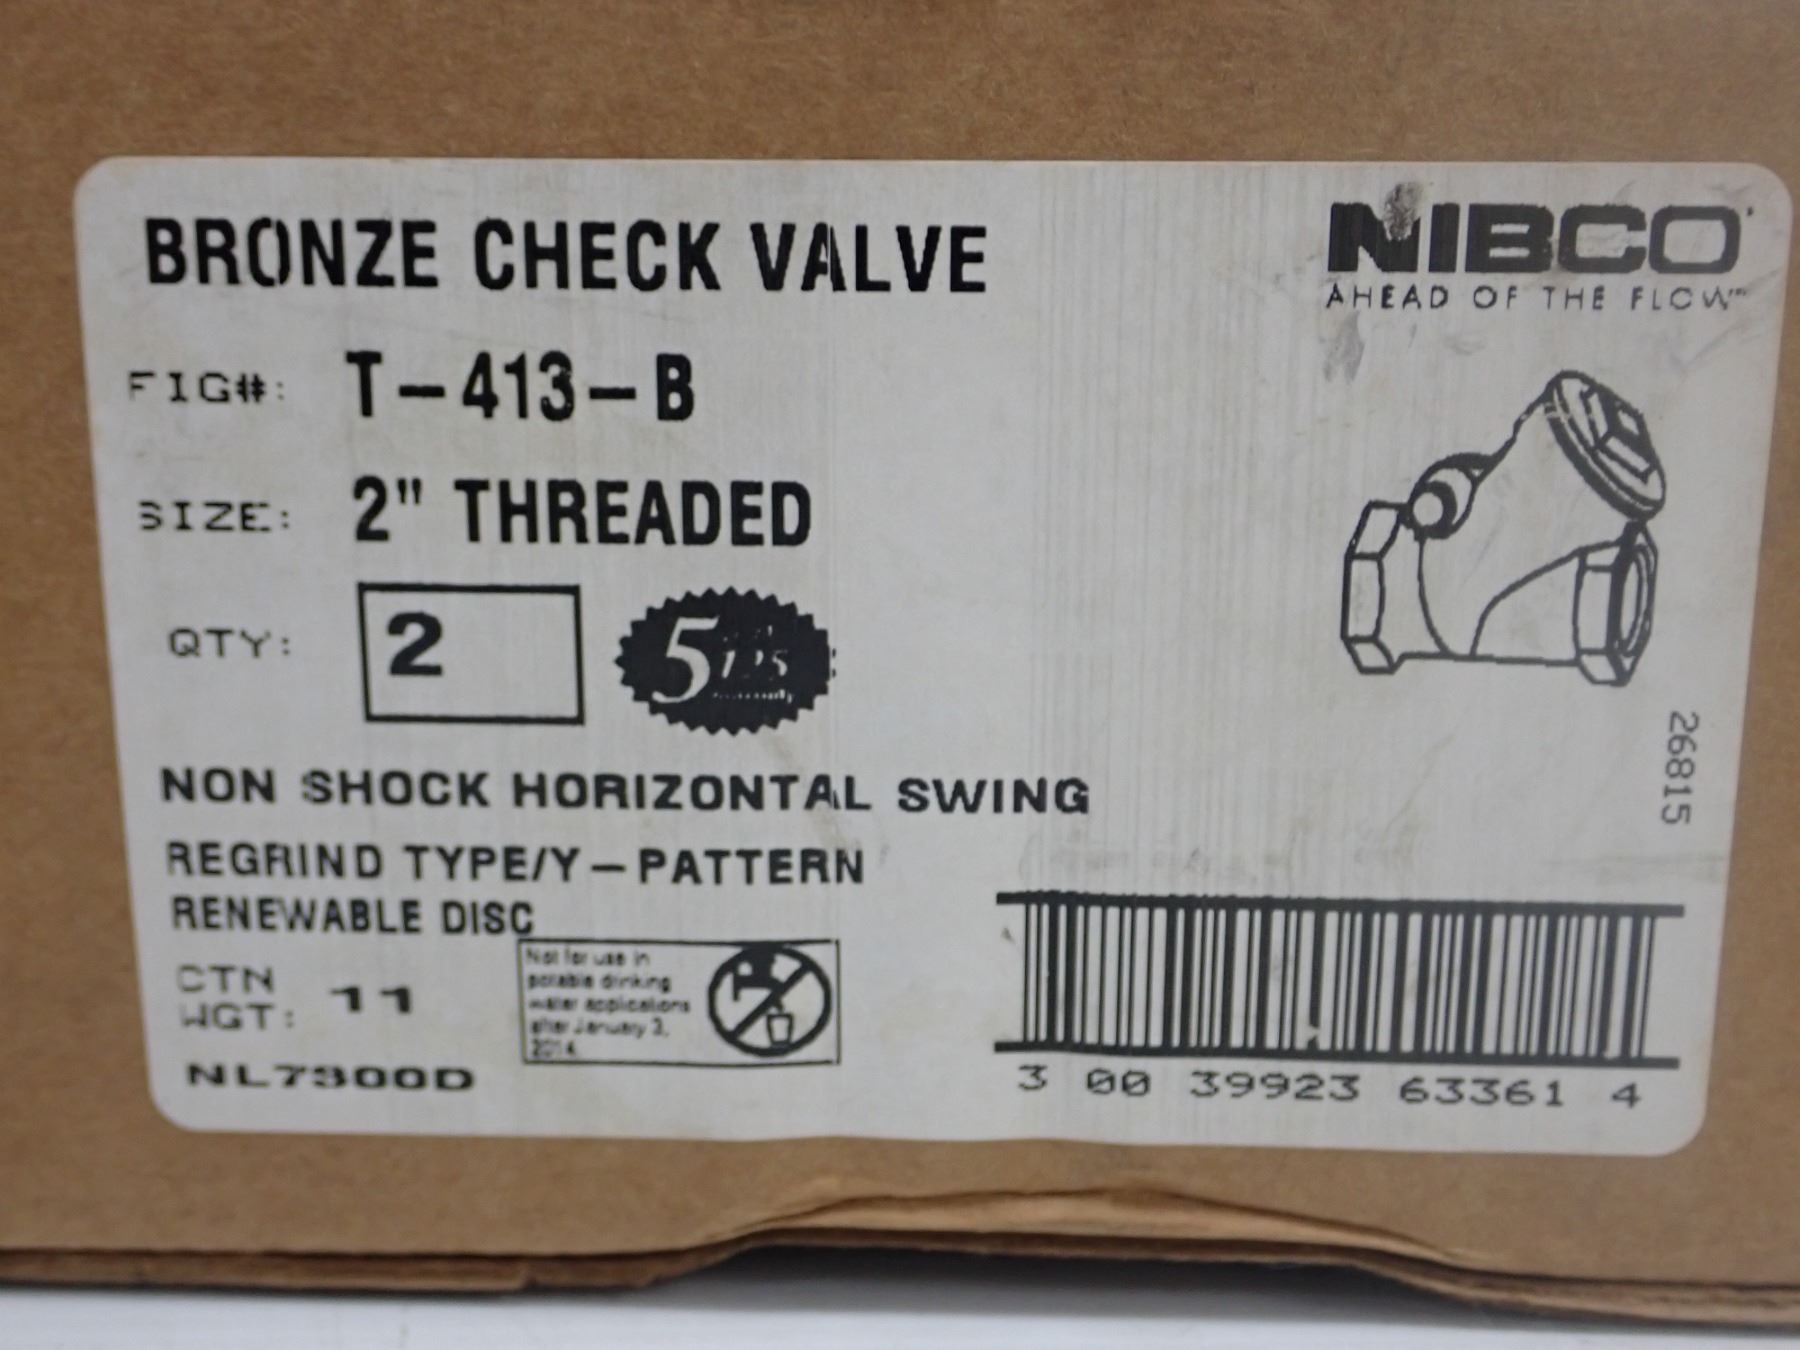 BRONZE CHECK VALVE
NIBCO
AHEAD OF THE FLOW™
FIG#: T-413-B
SIZE: 2" THREADED
QTY: 2
5
NON SHOCK HORIZONTAL SWING
REGRIND TYPE/Y-PATTERN
RENEWABLE DISC
CTN
WGT: 11
Not for use in
potable drinking
water applications
after January 3,
2014
NL7300D
26815
3 00 39923 63361 4